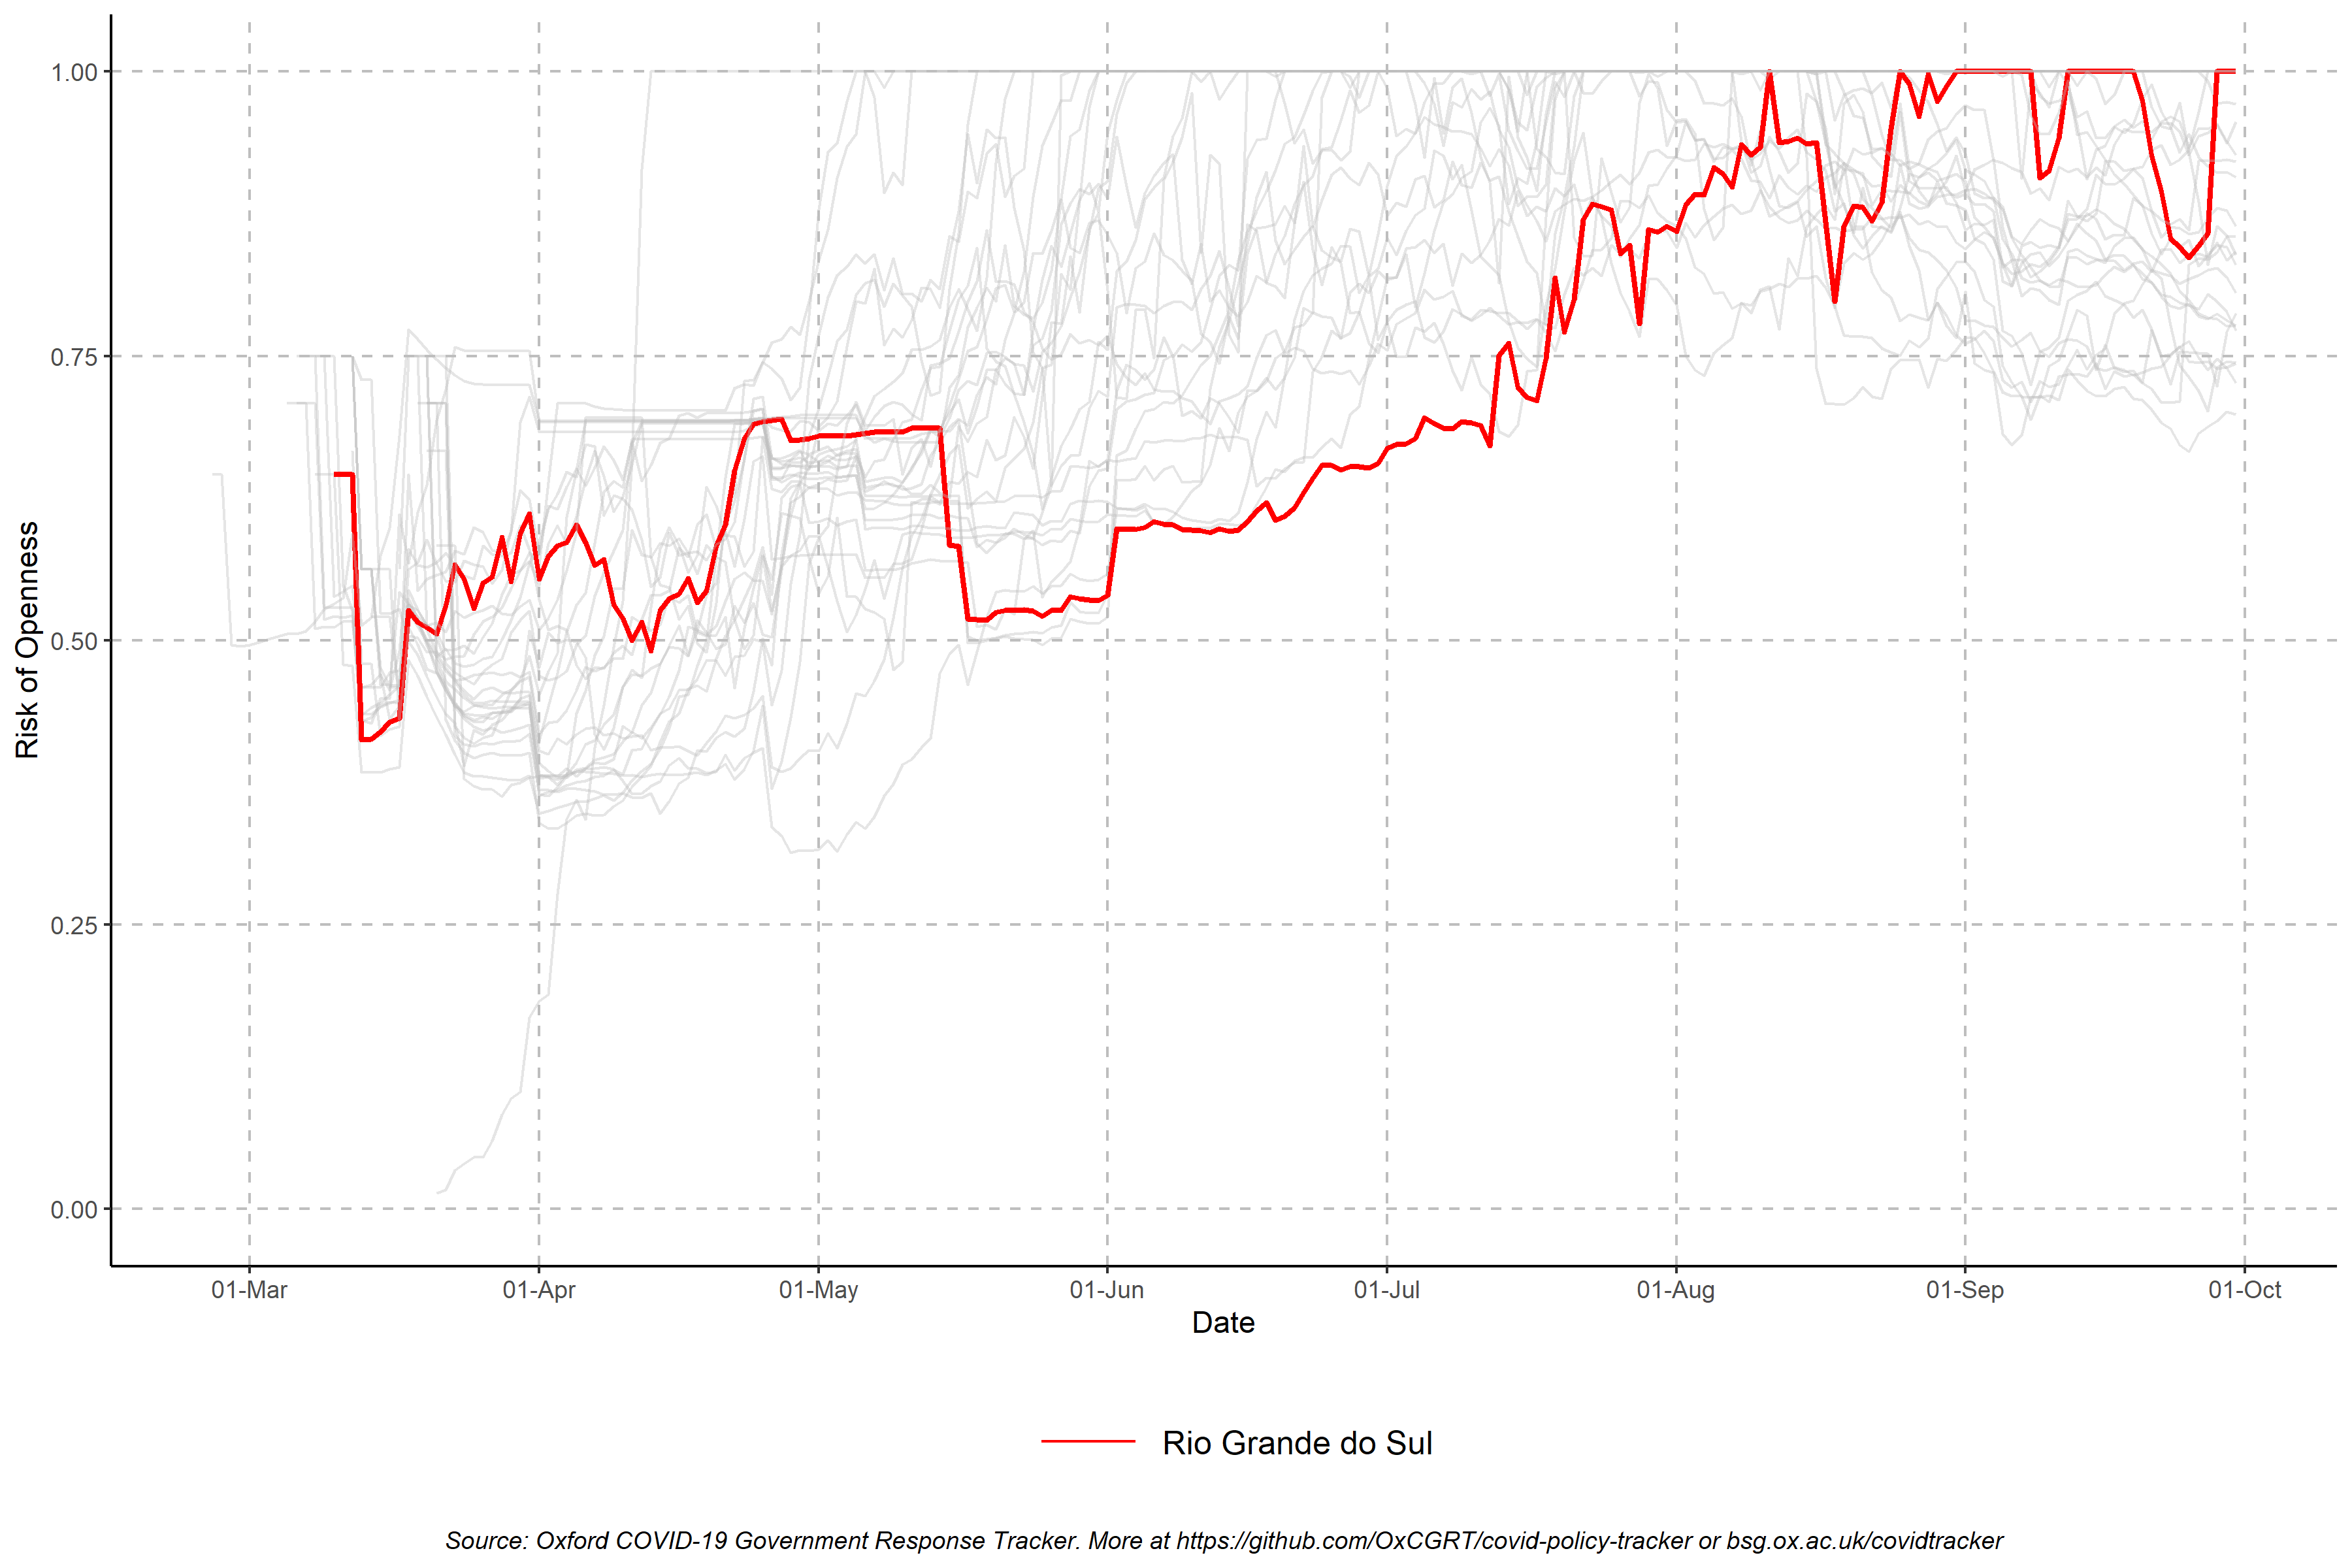 Risk of Openness
1.00
0.75
0.50
0.25
0.00
01-Mar 01-Apr 01-May 01-Jun 01-Jul 01-Aug 01-Sep 01-Oct
Date
Rio Grande do Sul
Source: Oxford COVID-19 Government Response Tracker. More at https://github.com/OxCGRT/covid-policy-tracker or bsg.ox.ac.uk/covidtracker